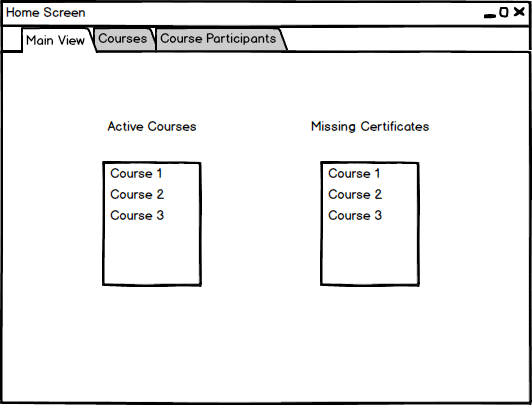 Home Screen
Main View
Courses
Course Participants
Active Courses
Missing Certificates
Course 1
Course 2
Course 3
Course 1
Course 2
Course 3